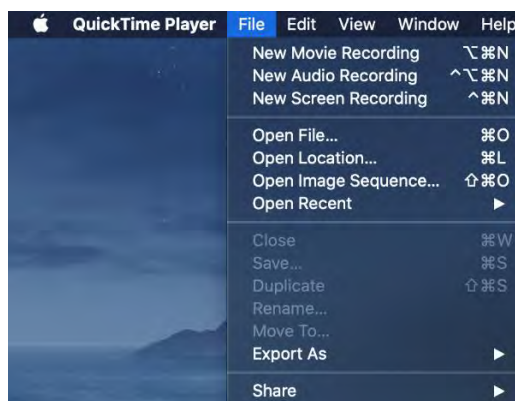 QuickTime Player File Edit View Window Help
New Movie Recording ⌥⌘N
New Audio Recording ^⌥⌘N
New Screen Recording ^⌘N
Open File... ⌘O
Open Location... ⌘L
Open Image Sequence... ⇧⌘O
Open Recent ▶
Close ⌘W
Save... ⌘S
Duplicate ⇧⌘S
Rename...
Move To...
Export As ▶
Share ▶